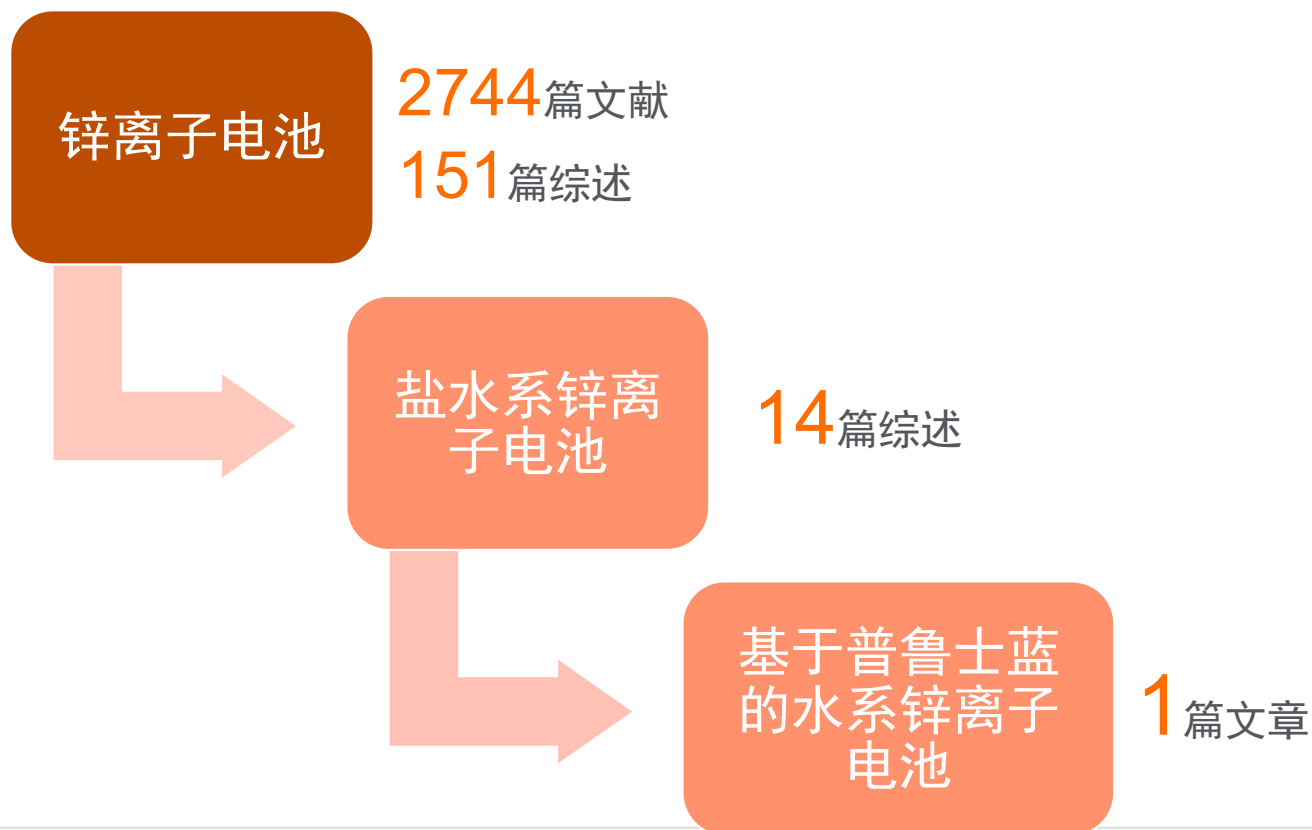 锌离子电池
2744篇文献
151篇综述
盐水系锌离
子电池
14篇综述
基于普鲁士蓝
的水系锌离子
电池
1篇文章